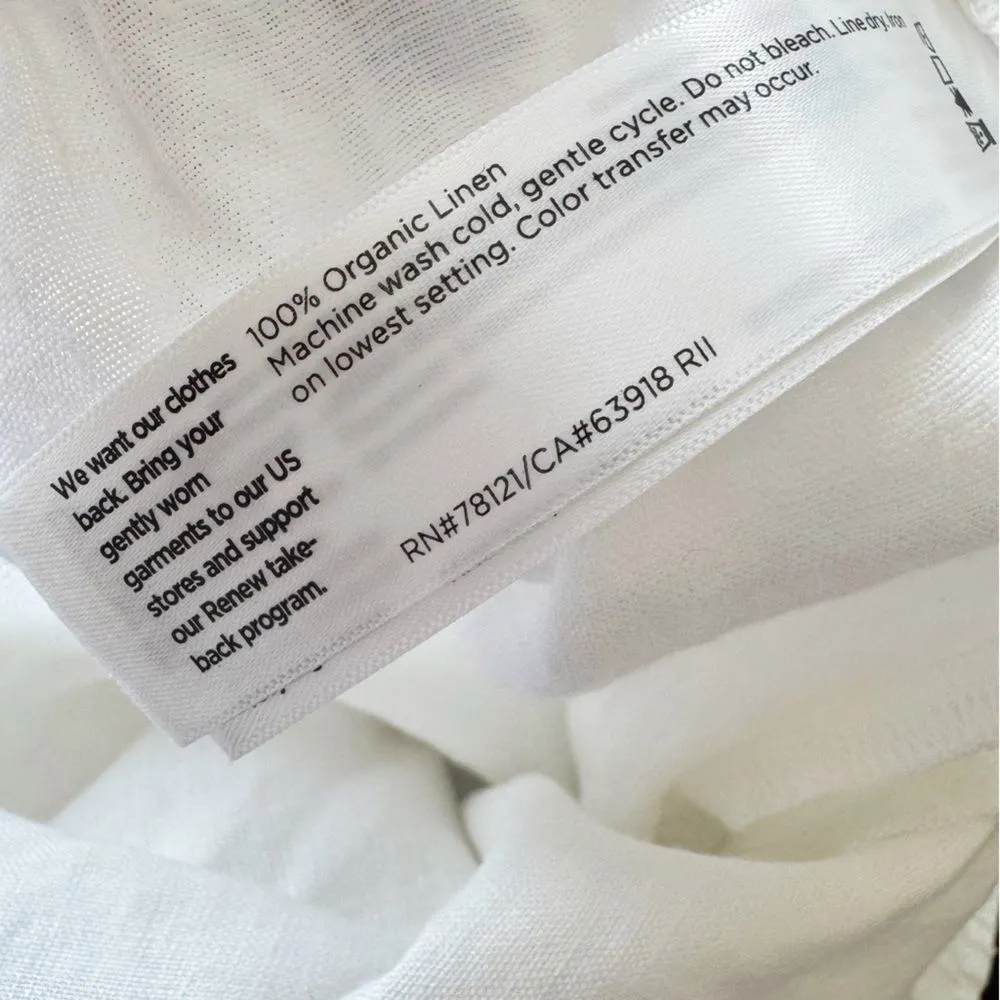 We want our clothes
back. Bring your
gently worn
garments to our US
stores and support
our Renew take-
back program.
100% Organic Linen
Machine wash cold, gentle cycle. Do not bleach. Line dry. Iron
on lowest setting. Color transfer may occur.
RN#78121/CA#63918 RII